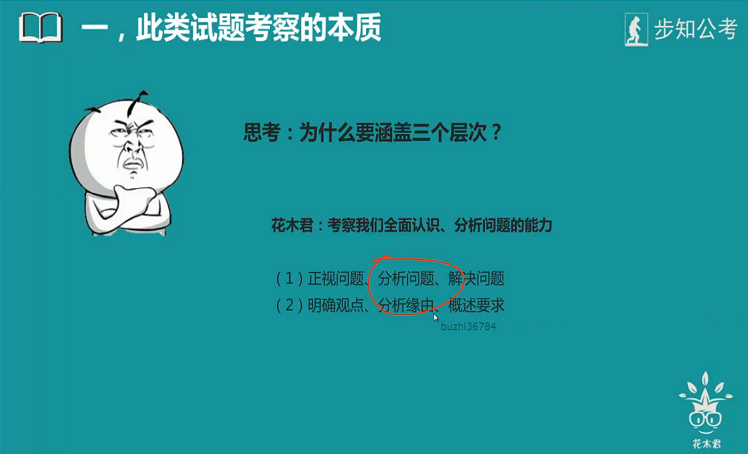 一，此类试题考察的本质
步知公考
思考：为什么要涵盖三个层次？
花木君：考察我们全面认识、分析问题的能力
（1）正视问题、分析问题、解决问题
（2）明确观点、分析缘由、概述要求
buzhi36784
花木君